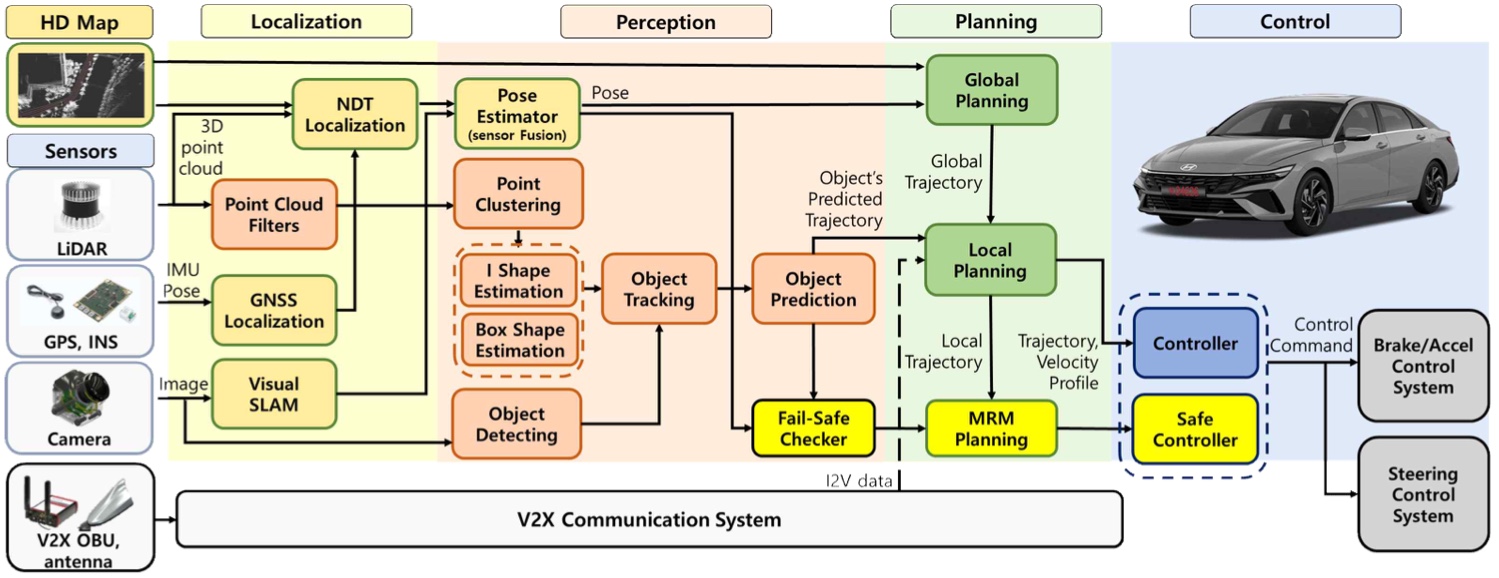 HD Map
Localization
Perception
Planning
Control
NDT
Localization
Pose
Estimator
(sensor Fusion)
Pose
Global
Planning
3D
point
cloud
Sensors
LiDAR
Point Cloud
Filters
Point
Clustering
Global
Trajectory
Object's
Predicted
Trajectory
Local
Planning
IMU
Pose
GPS, INS
GNSS
Localization
I Shape
Estimation
Box Shape
Estimation
Object
Tracking
Object
Prediction
Local
Trajectory
Trajectory,
Velocity
Profile
Controller
Control
Command
Brake/Accel
Control
System
Image
Camera
Visual
SLAM
Object
Detecting
Fail-Safe
Checker
MRM
Planning
Safe
Controller
Steering
Control
System
I2V data
V2X OBU,
antenna
V2X Communication System